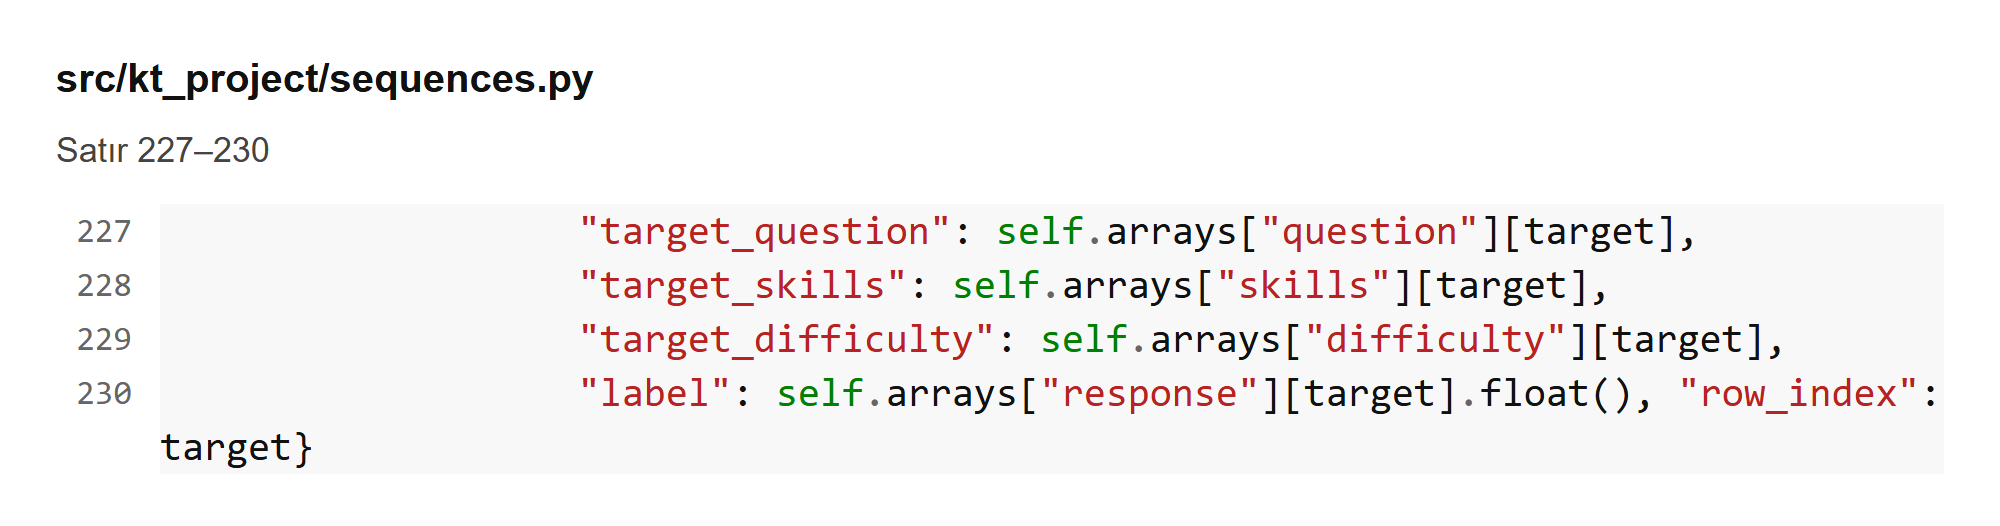 src/kt_project/sequences.py
Satır 227–230
227 "target_question": self.arrays["question"][target],
228 "target_skills": self.arrays["skills"][target],
229 "target_difficulty": self.arrays["difficulty"][target],
230 "label": self.arrays["response"][target].float(), "row_index":
target}